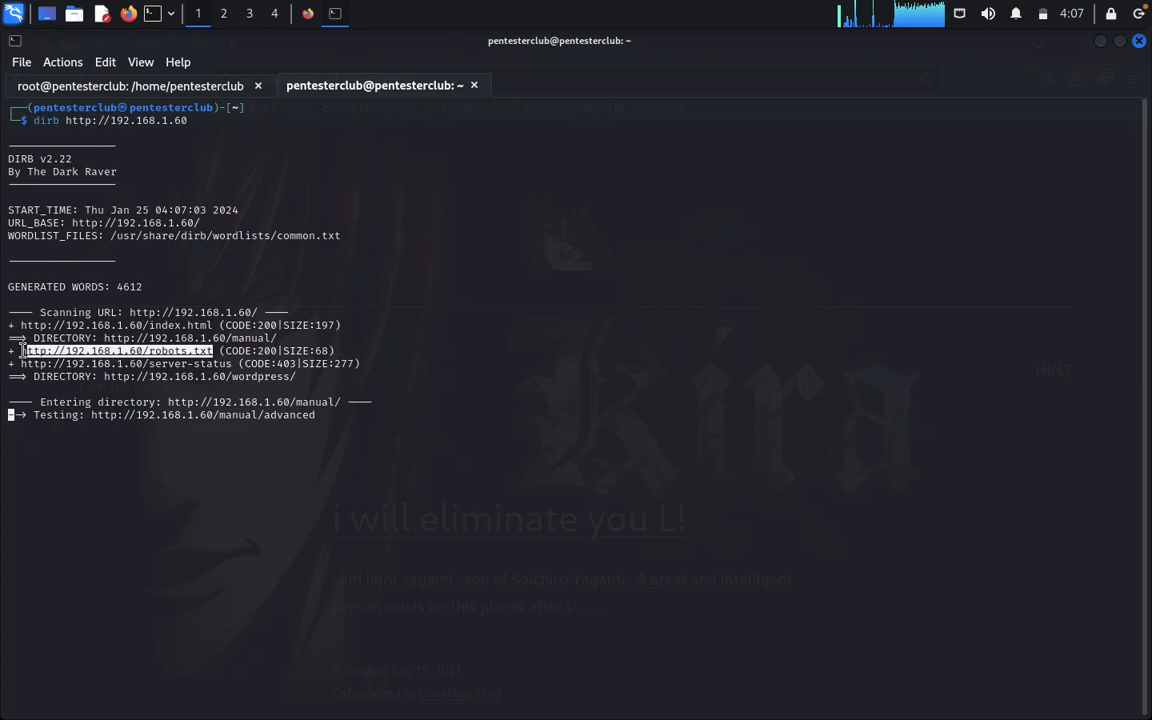 1 2 3 4 4:07
pentesterclub@pentesterclub: ~
File Actions Edit View Help
root@pentesterclub: /home/pentesterclub × pentesterclub@pentesterclub: ~ ×
┌──(pentesterclub㉿pentesterclub)-[~]
└─$ dirb http://192.168.1.60
-----------------
DIRB v2.22
By The Dark Raver
-----------------
START_TIME: Thu Jan 25 04:07:03 2024
URL_BASE: http://192.168.1.60/
WORDLIST_FILES: /usr/share/dirb/wordlists/common.txt
-----------------
GENERATED WORDS: 4612
---- Scanning URL: http://192.168.1.60/ ----
+ http://192.168.1.60/index.html (CODE:200|SIZE:197)
==> DIRECTORY: http://192.168.1.60/manual/
+ http://192.168.1.60/robots.txt (CODE:200|SIZE:68)
+ http://192.168.1.60/server-status (CODE:403|SIZE:277)
==> DIRECTORY: http://192.168.1.60/wordpress/
HINT
---- Entering directory: http://192.168.1.60/manual/ ----
--> Testing: http://192.168.1.60/manual/advanced
Kira
i will eliminate you L!
I am light yagami , son of Soichiro Yagami . A great and intelligent
person exists on this planet after L......
Published July 19, 2021
Categorized as Uncategorized